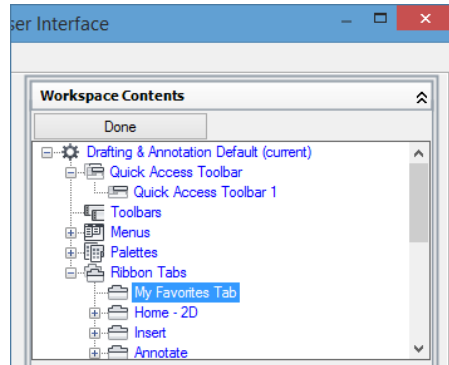 ser Interface
Workspace Contents
Done
Drafting & Annotation Default (current)
Quick Access Toolbar
Quick Access Toolbar 1
Toolbars
Menus
Palettes
Ribbon Tabs
My Favorites Tab
Home - 2D
Insert
Annotate